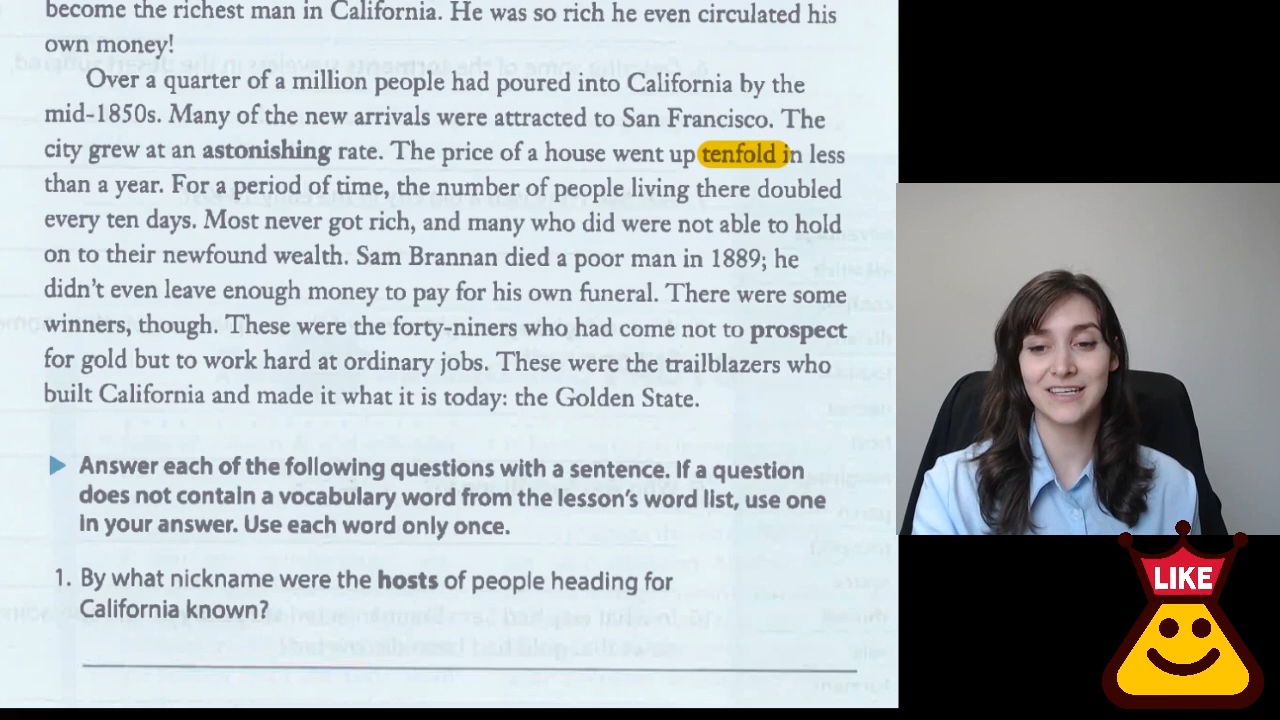 become the richest man in California. He was so rich he even circulated his
own money!
Over a quarter of a million people had poured into California by the
mid-1850s. Many of the new arrivals were attracted to San Francisco. The
city grew at an astonishing rate. The price of a house went up tenfold in less
than a year. For a period of time, the number of people living there doubled
every ten days. Most never got rich, and many who did were not able to hold
on to their newfound wealth. Sam Brannan died a poor man in 1889; he
didn't even leave enough money to pay for his own funeral. There were some
winners, though. These were the forty-niners who had come not to prospect
for gold but to work hard at ordinary jobs. These were the trailblazers who
built California and made it what it is today: the Golden State.
Answer each of the following questions with a sentence. If a question
does not contain a vocabulary word from the lesson's word list, use one
in your answer. Use each word only once.
1. By what nickname were the hosts of people heading for
California known?
LIKE